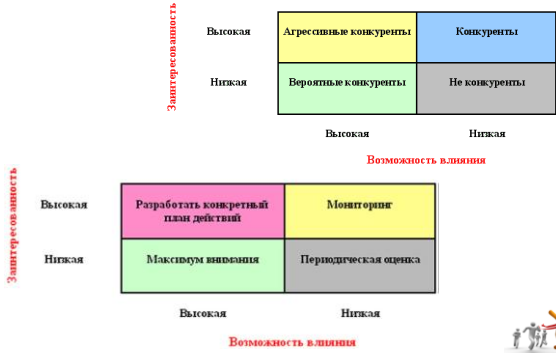 Заинтересованность
Высокая
Агрессивные конкуренты
Конкуренты
Низкая
Вероятные конкуренты
Не конкуренты
Высокая
Низкая
Возможность влияния
Заинтересованность
Высокая
Разработать конкретный
план действий
Мониторинг
Низкая
Максимум внимания
Периодическая оценка
Высокая
Низкая
Возможность влияния